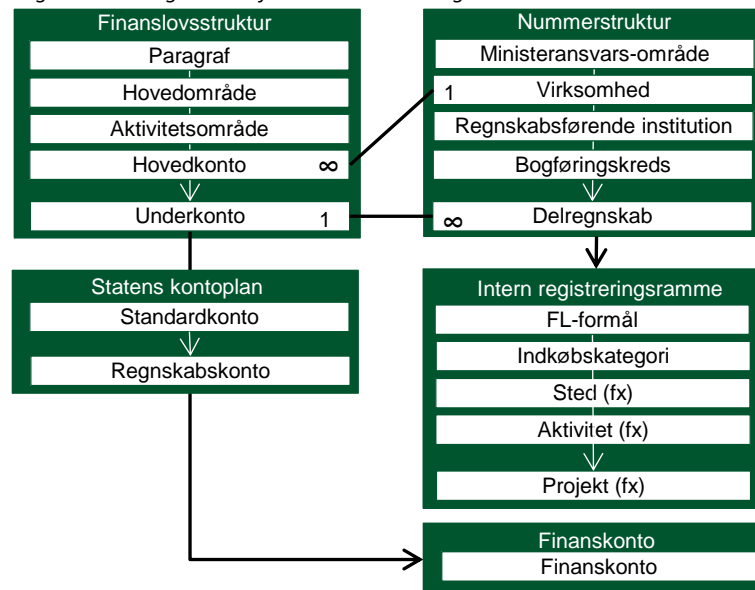 Finanslovsstruktur
Paragraf
Hovedområde
Aktivitetsområde
Hovedkonto ∞
Underkonto 1
Nummerstruktur
Ministeransvars-område
1 Virksomhed
Regnskabsførende institution
Bogføringskreds
∞ Delregnskab
Statens kontoplan
Standardkonto
Regnskabskonto
Intern registreringsramme
FL-formål
Indkøbskategori
Sted (fx)
Aktivitet (fx)
Projekt (fx)
Finanskonto
Finanskonto